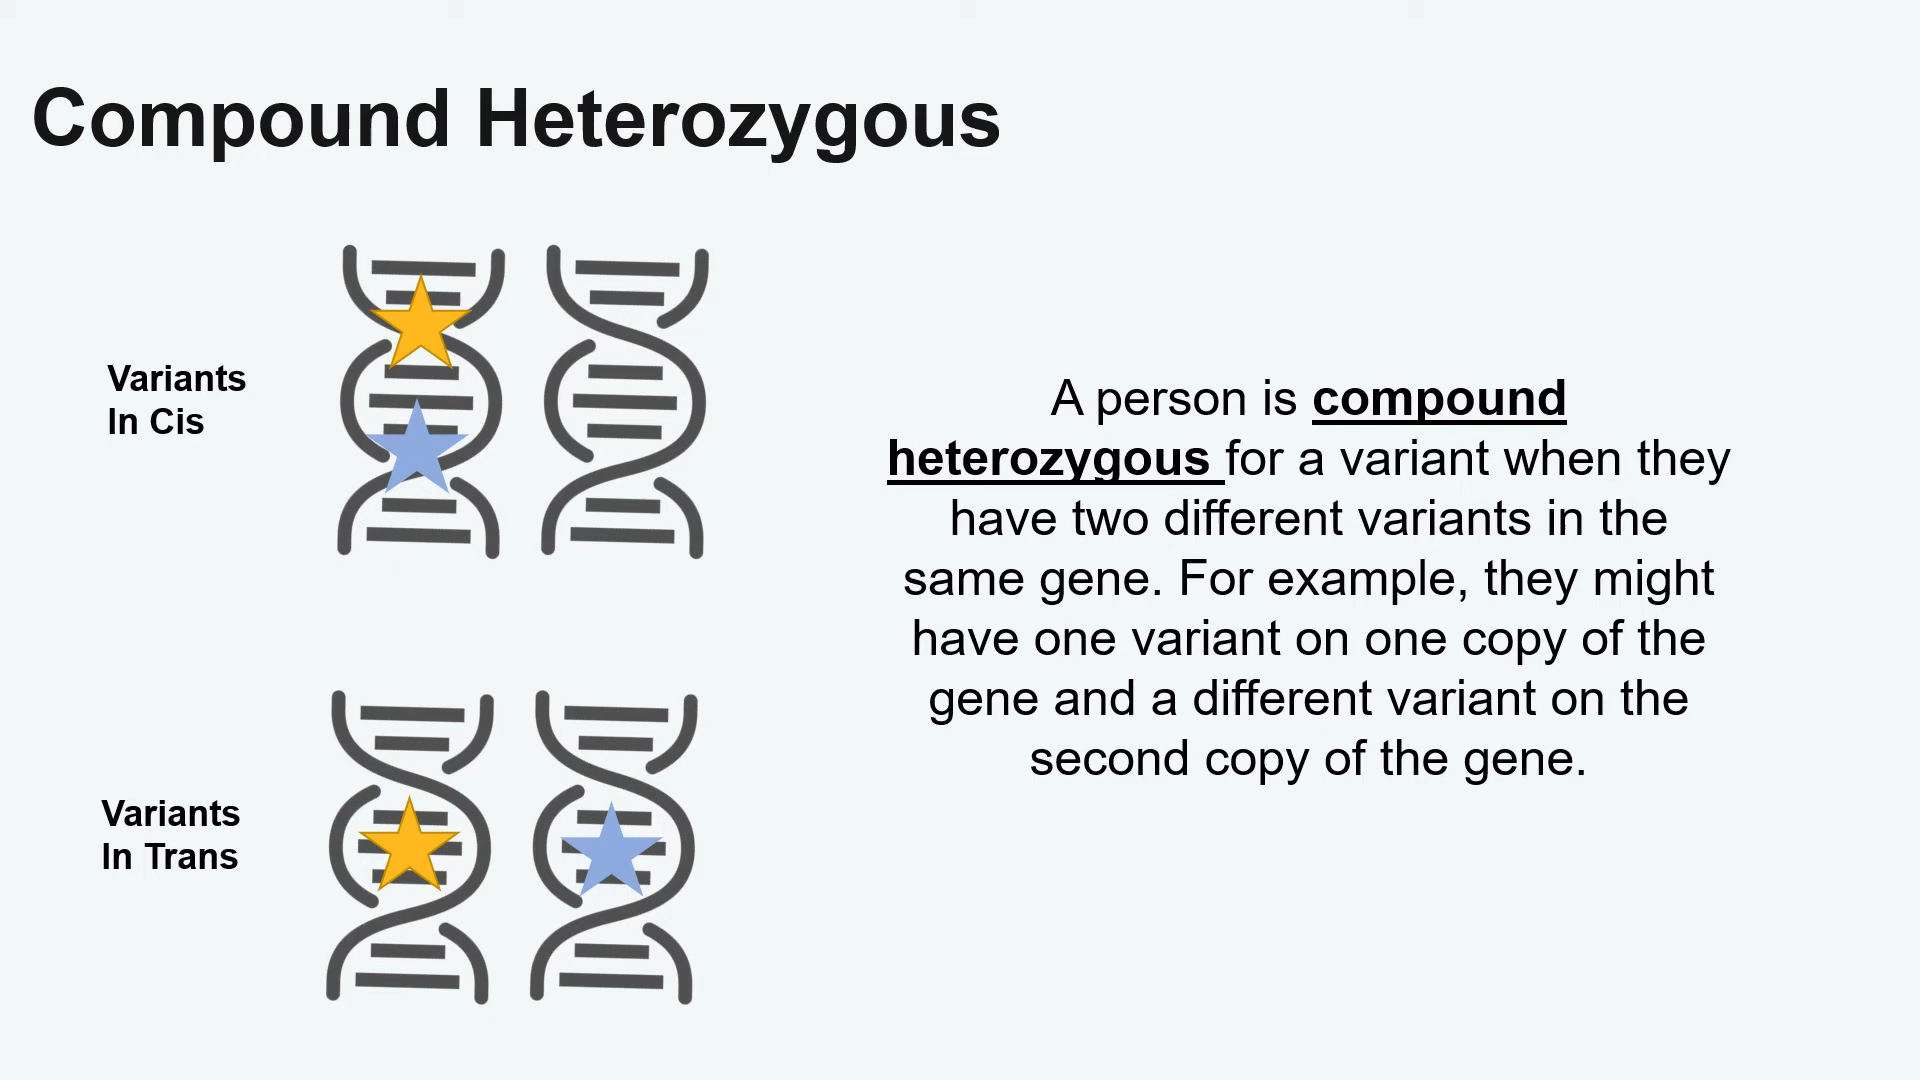 Compound Heterozygous
Variants
In Cis
A person is compound
heterozygous for a variant when they
have two different variants in the
same gene. For example, they might
have one variant on one copy of the
gene and a different variant on the
second copy of the gene.
Variants
In Trans